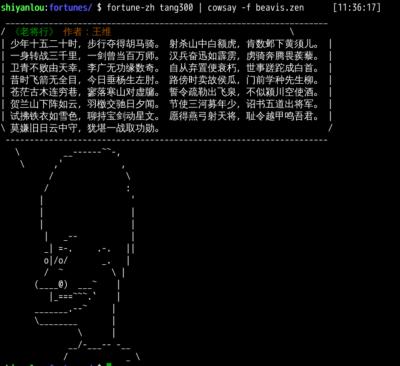 shiyanlou:fortunes/ $ fortune-zh tang300 | cowsay -f beavis.zen [11:36:17]
《老将行》 作者：王维
少年十五二十时，步行夺得胡马骑。 射杀山中白额虎，肯数邺下黄须儿。
一身转战三千里，一剑曾当百万师。 汉兵奋迅如霹雳，虏骑奔腾畏蒺藜。
卫青不败由天幸，李广无功缘数奇。 自从弃置便衰朽，世事蹉跎成白首。
昔时飞箭无全目，今日垂杨生左肘。 路傍时卖故侯瓜，门前学种先生柳。
苍茫古木连穷巷，寥落寒山对虚牖。 誓令疏勒出飞泉，不似颍川空使酒。
贺兰山下阵如云，羽檄交驰日夕闻。 节使三河募年少，诏书五道出将军。
试拂铁衣如雪色，聊持宝剑动星文。 愿得燕弓射天将，耻令越甲鸣吾君。
莫嫌旧日云中守，犹堪一战取功勋。